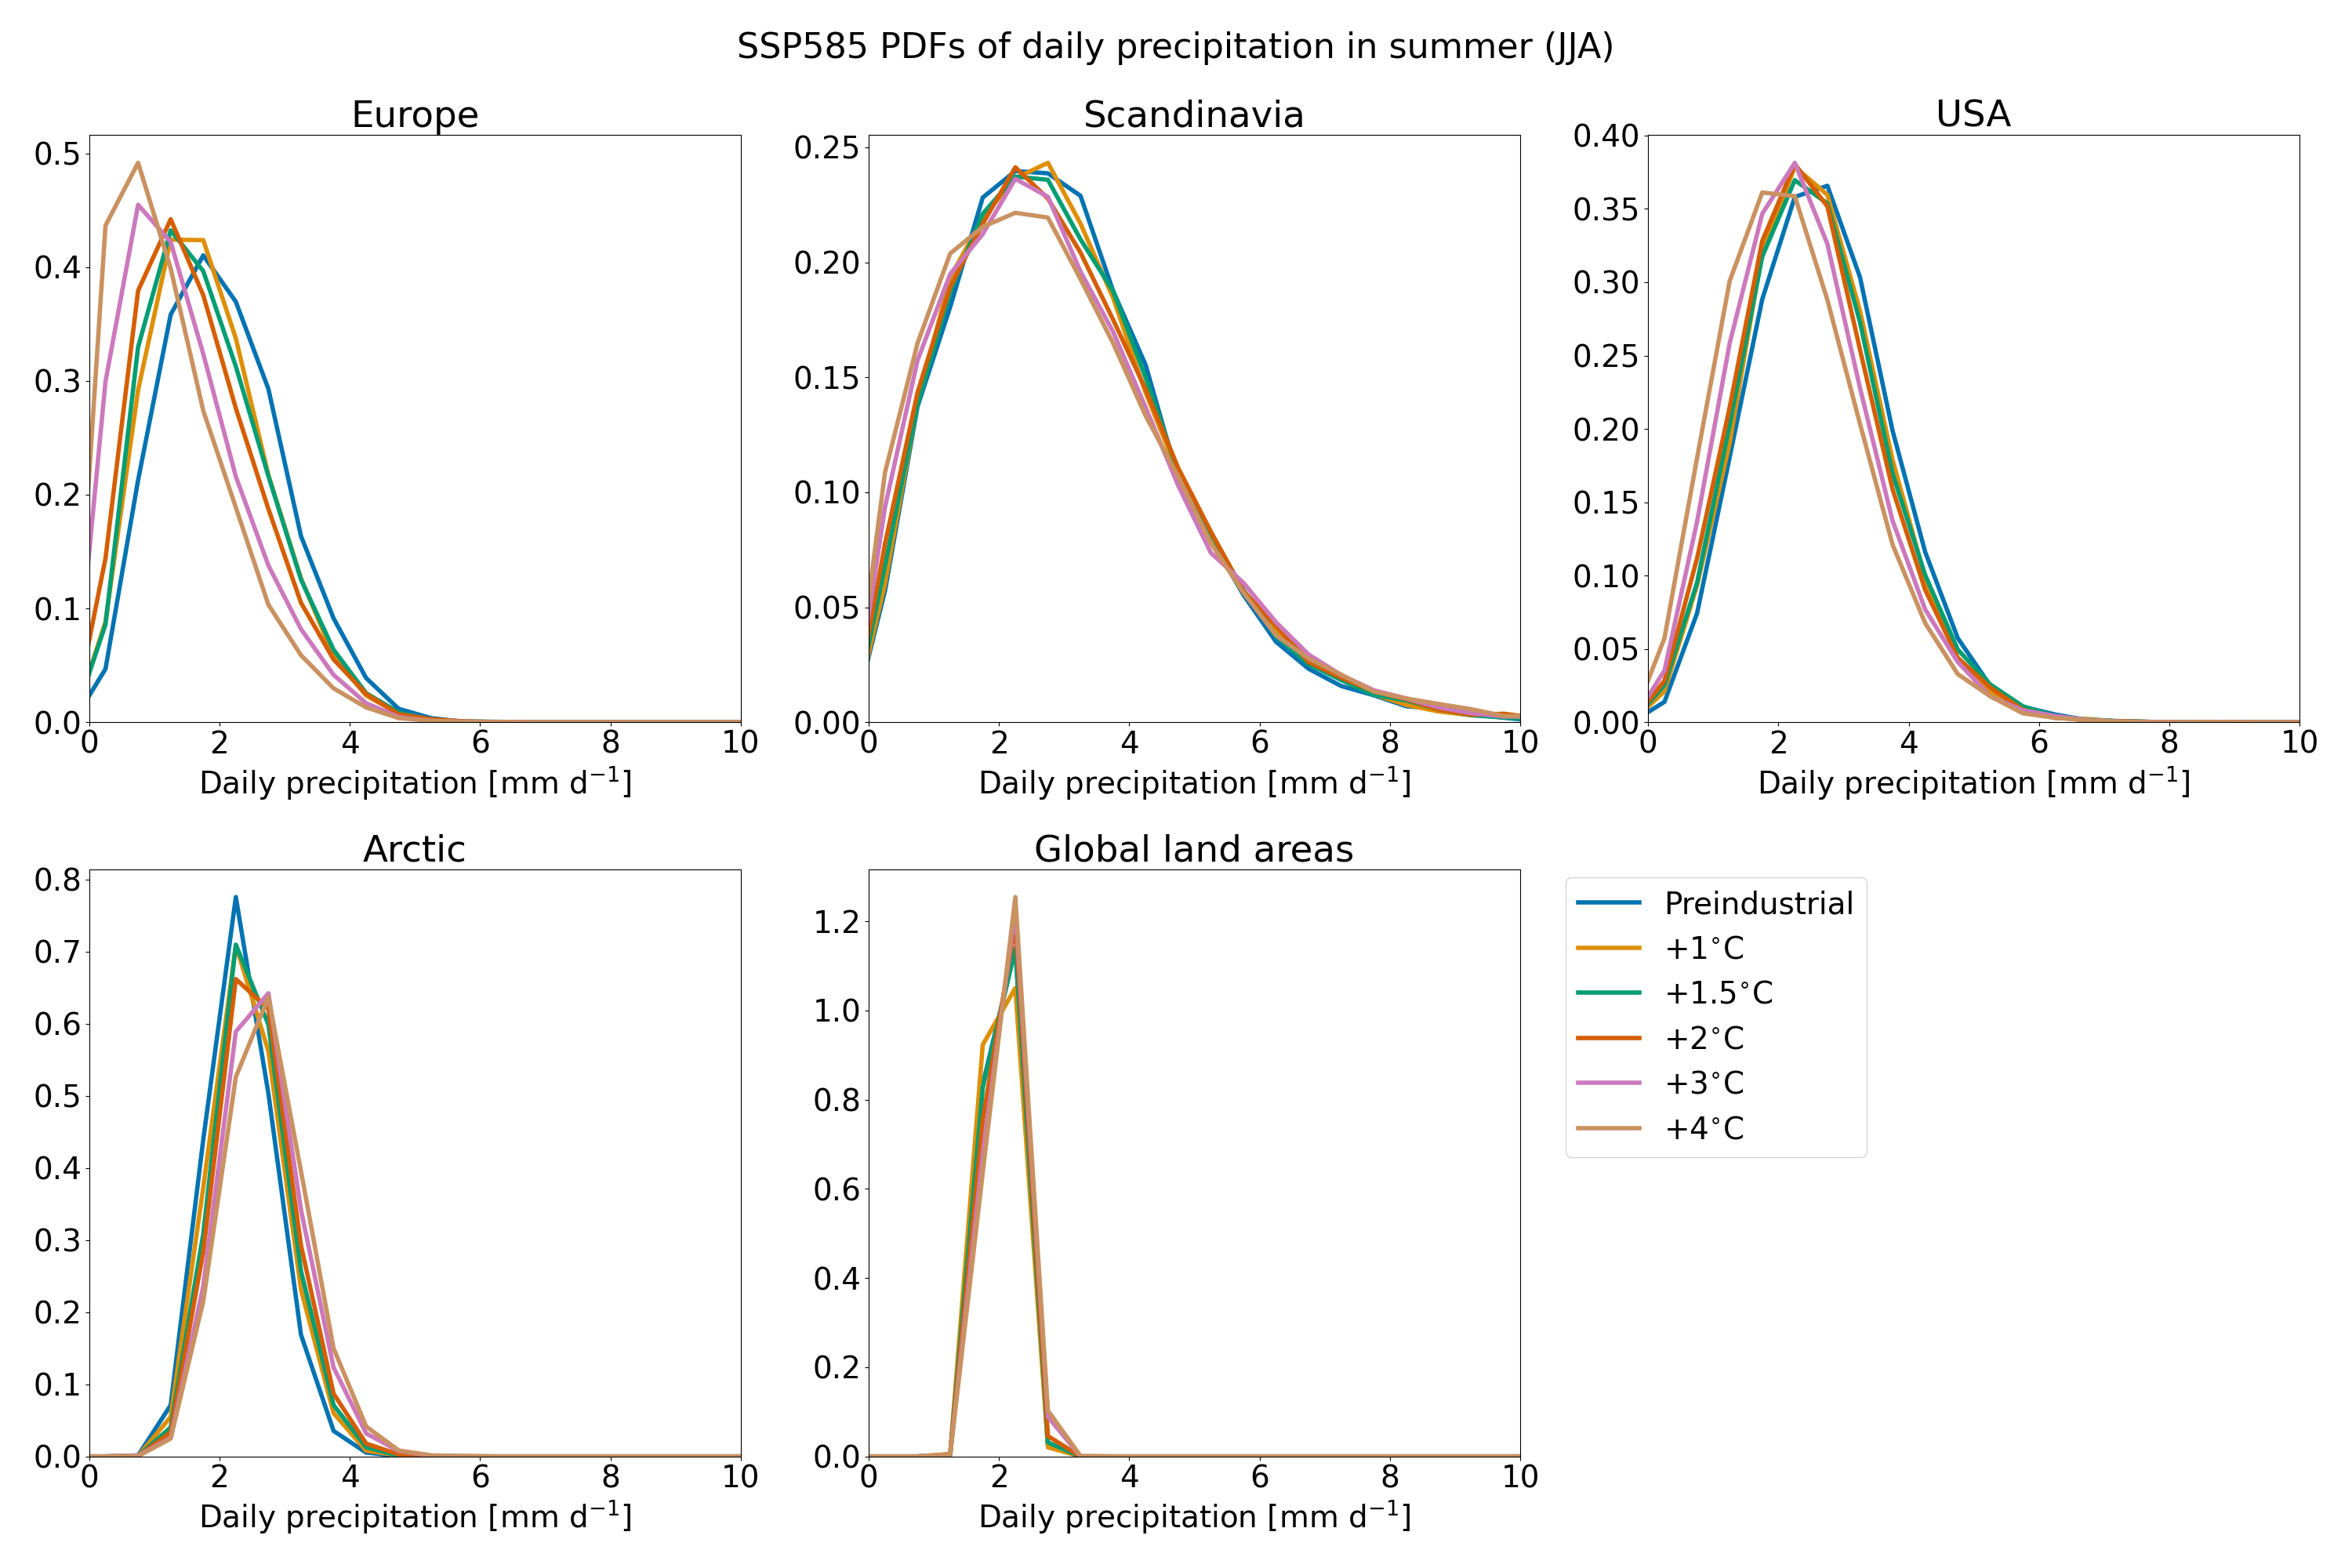 SSP585 PDFs of daily precipitation in summer (JJA)
Europe
0.5
0.4
0.3
0.2
0.1
0.0
0 2 4 6 8 10
Daily precipitation [mm d⁻¹]
Scandinavia
0.25
0.20
0.15
0.10
0.05
0.00
0 2 4 6 8 10
Daily precipitation [mm d⁻¹]
USA
0.40
0.35
0.30
0.25
0.20
0.15
0.10
0.05
0.00
0 2 4 6 8 10
Daily precipitation [mm d⁻¹]
Arctic
0.8
0.7
0.6
0.5
0.4
0.3
0.2
0.1
0.0
0 2 4 6 8 10
Daily precipitation [mm d⁻¹]
Global land areas
1.2
1.0
0.8
0.6
0.4
0.2
0.0
0 2 4 6 8 10
Daily precipitation [mm d⁻¹]
Preindustrial
+1°C
+1.5°C
+2°C
+3°C
+4°C